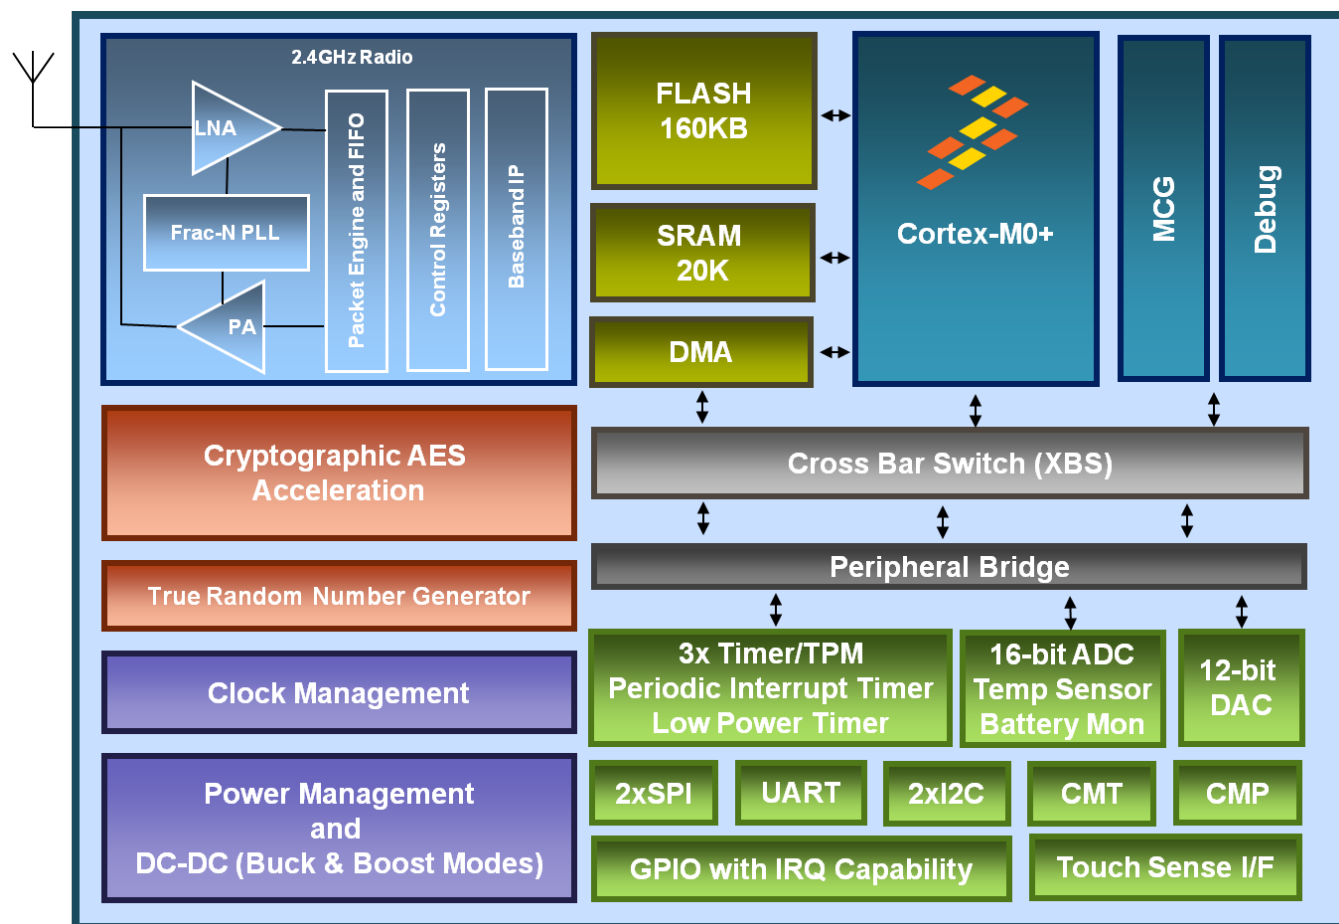 2.4GHz Radio
LNA
Frac-N PLL
PA
Packet Engine and FIFO
Control Registers
Baseband IP
FLASH
160KB
SRAM
20K
DMA
Cortex-M0+
MCG
Debug
Cryptographic AES
Acceleration
True Random Number Generator
Clock Management
Power Management
and
DC-DC (Buck & Boost Modes)
Cross Bar Switch (XBS)
Peripheral Bridge
3x Timer/TPM
Periodic Interrupt Timer
Low Power Timer
16-bit ADC
Temp Sensor
Battery Mon
12-bit
DAC
2xSPI
UART
2xI2C
CMT
CMP
GPIO with IRQ Capability
Touch Sense I/F